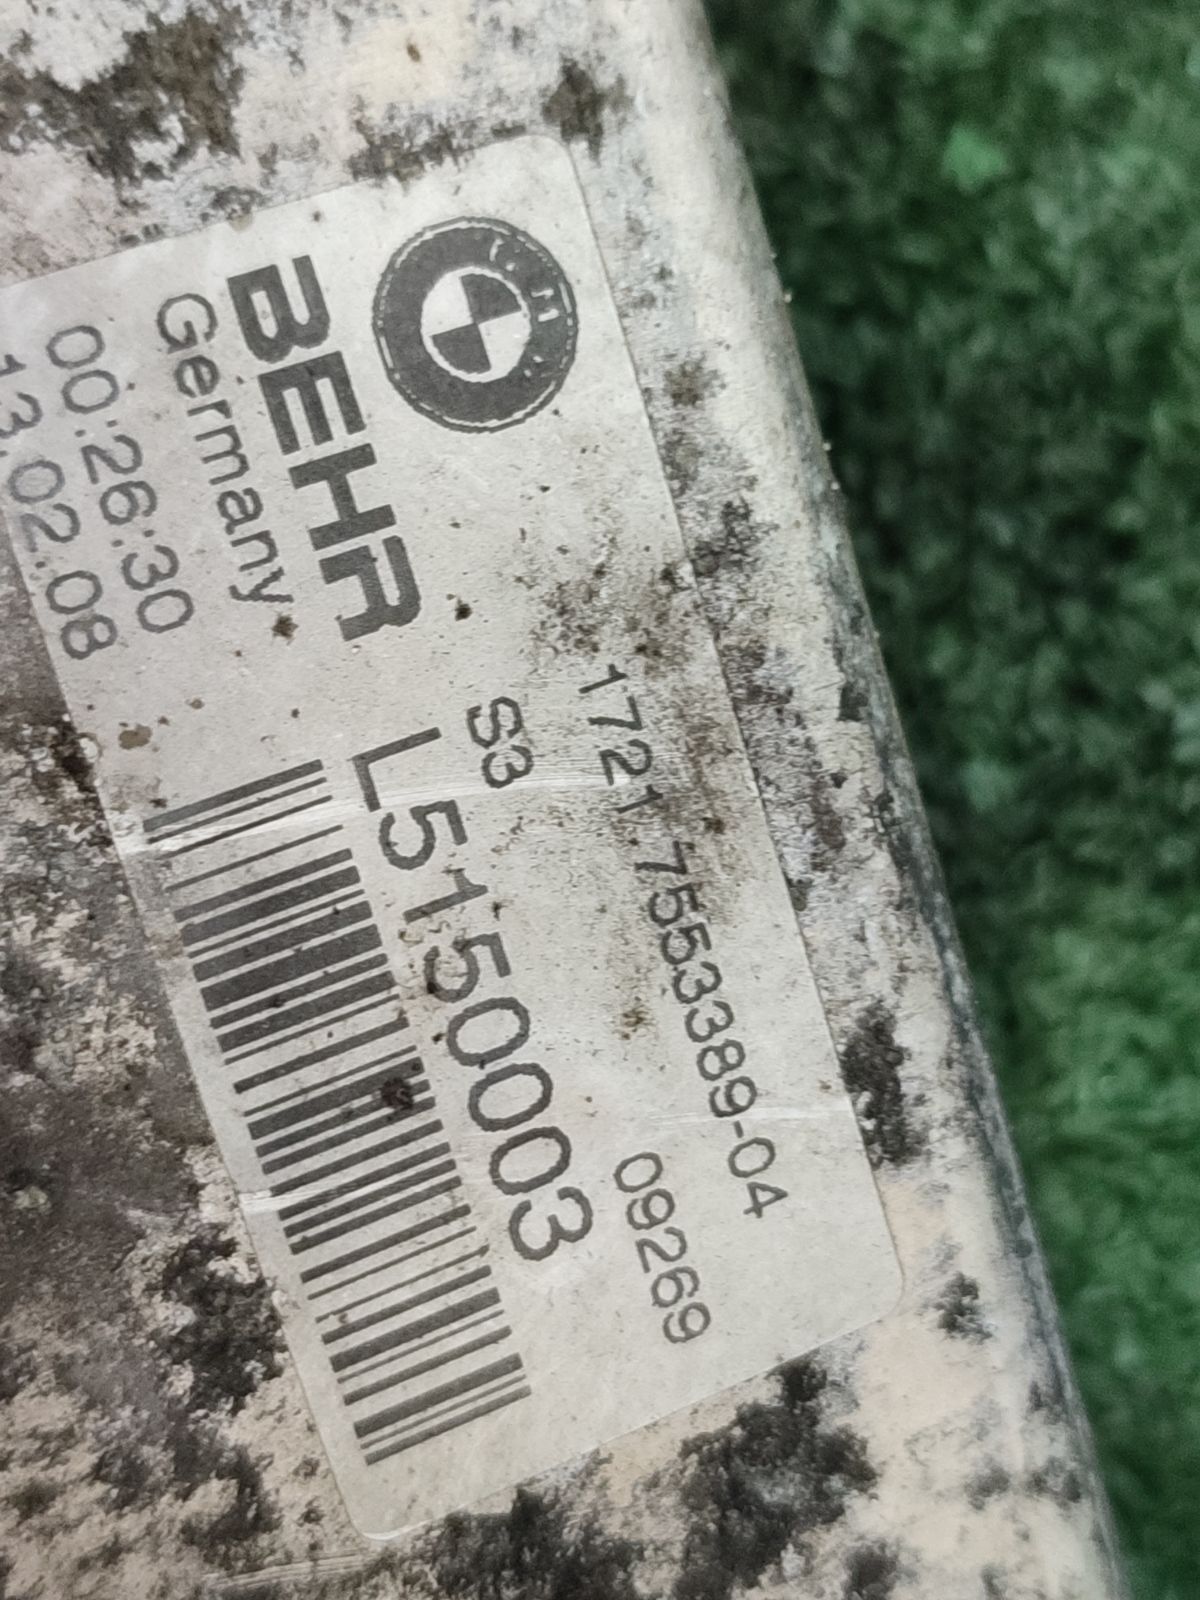 1721 7553389-04
S3
09269
BEHR
L5150003
Germany
00:26:30
13.02.08